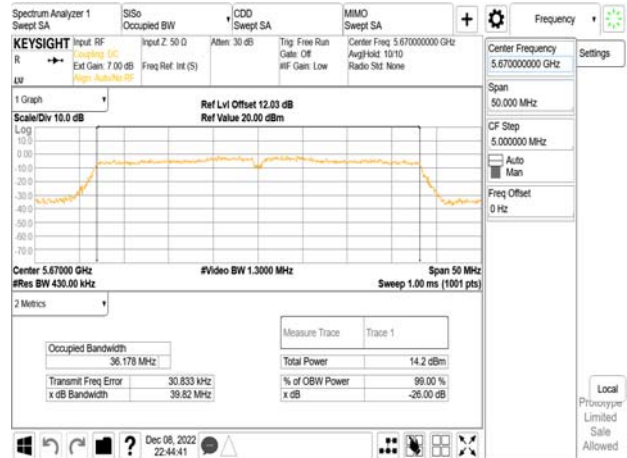 Spectrum Analyzer 1
Swept SA
SiSo
Occupied BW
CDD
Swept SA
MIMO
Swept SA
+
Frequency
KEYSIGHT
R
LXI
Input: RF
Coupling: DC
Ext Gain: 7.00 dB
Align: Auto/No RF
Input Z: 50 Ω
Freq Ref: Int (S)
Atten: 30 dB
Trig: Free Run
Gate: Off
#IF Gain: Low
Center Freq: 5.670000000 GHz
Avg|Hold: 10/10
Radio Std: None
Center Frequency
5.670000000 GHz
Settings
Span
50.000 MHz
CF Step
5.000000 MHz
Auto
Man
Freq Offset
0 Hz
1 Graph
Scale/Div 10.0 dB
Ref Lvl Offset 12.03 dB
Ref Value 20.00 dBm
Log
10.0
0.00
-10.0
-20.0
-30.0
-40.0
-50.0
-60.0
-70.0
Center 5.67000 GHz
#Res BW 430.00 kHz
#Video BW 1.3000 MHz
Span 50 MHz
Sweep 1.00 ms (1001 pts)
2 Metrics
Measure Trace
Trace 1
Occupied Bandwidth
36.178 MHz
Total Power
14.2 dBm
Transmit Freq Error
30.833 kHz
% of OBW Power
99.00 %
x dB Bandwidth
39.82 MHz
x dB
-26.00 dB
Local
Prototype
Limited
Sale
Allowed
?
Dec 08, 2022
22:44:41